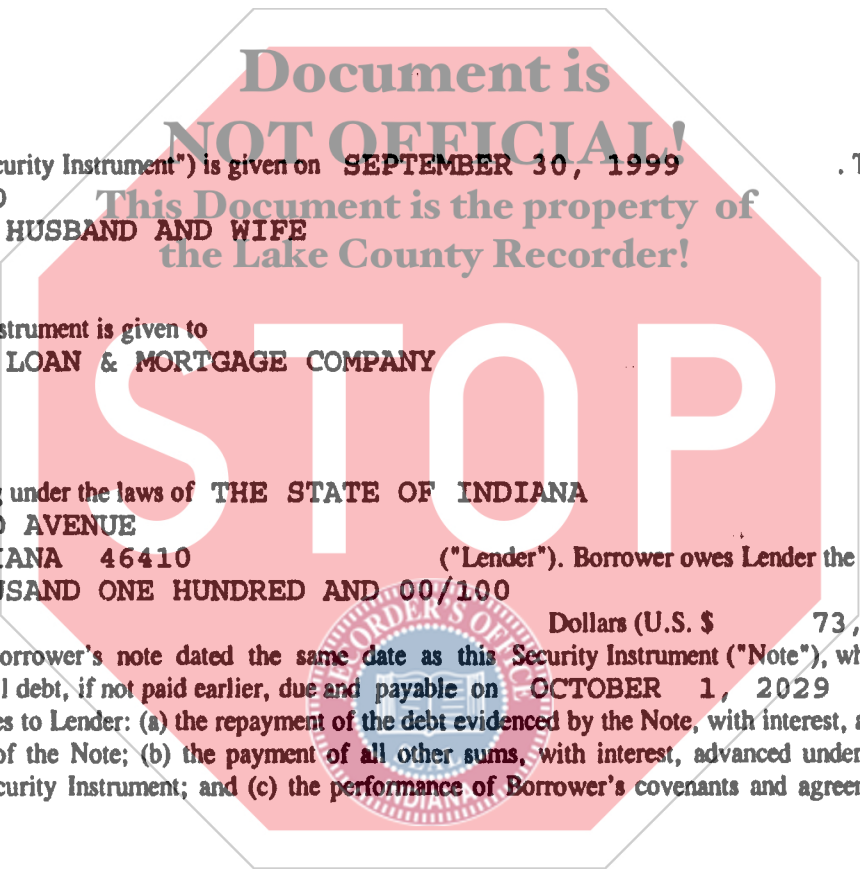 Document is
NOT OFFICIAL!
curity Instrument") is given on SEPTEMBER 30, 1999 . T
This Document is the property of
HUSBAND AND WIFE
the Lake County Recorder!
strument is given to
LOAN & MORTGAGE COMPANY
STOP
under the laws of THE STATE OF INDIANA
AVENUE
IANA 46410 ("Lender"). Borrower owes Lender the
USAND ONE HUNDRED AND 00/100
Dollars (U.S. $ 73,
orrower's note dated the same date as this Security Instrument ("Note"), wh
l debt, if not paid earlier, due and payable on OCTOBER 1, 2029
es to Lender: (a) the repayment of the debt evidenced by the Note, with interest, a
of the Note; (b) the payment of all other sums, with interest, advanced under
curity Instrument; and (c) the performance of Borrower's covenants and agreer
RECORDER'S OFFICE
INDIANA